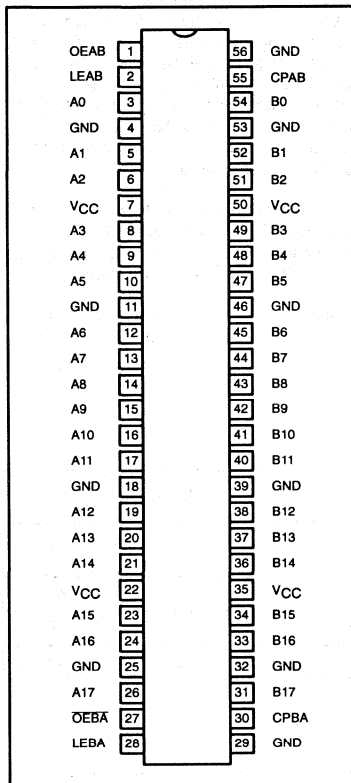 OEAB 1 56 GND
LEAB 2 55 CPAB
A0 3 54 B0
GND 4 53 GND
A1 5 52 B1
A2 6 51 B2
VCC 7 50 VCC
A3 8 49 B3
A4 9 48 B4
A5 10 47 B5
GND 11 46 GND
A6 12 45 B6
A7 13 44 B7
A8 14 43 B8
A9 15 42 B9
A10 16 41 B10
A11 17 40 B11
GND 18 39 GND
A12 19 38 B12
A13 20 37 B13
A14 21 36 B14
VCC 22 35 VCC
A15 23 34 B15
A16 24 33 B16
GND 25 32 GND
A17 26 31 B17
O̅E̅B̅A̅ 27 30 CPBA
LEBA 28 29 GND